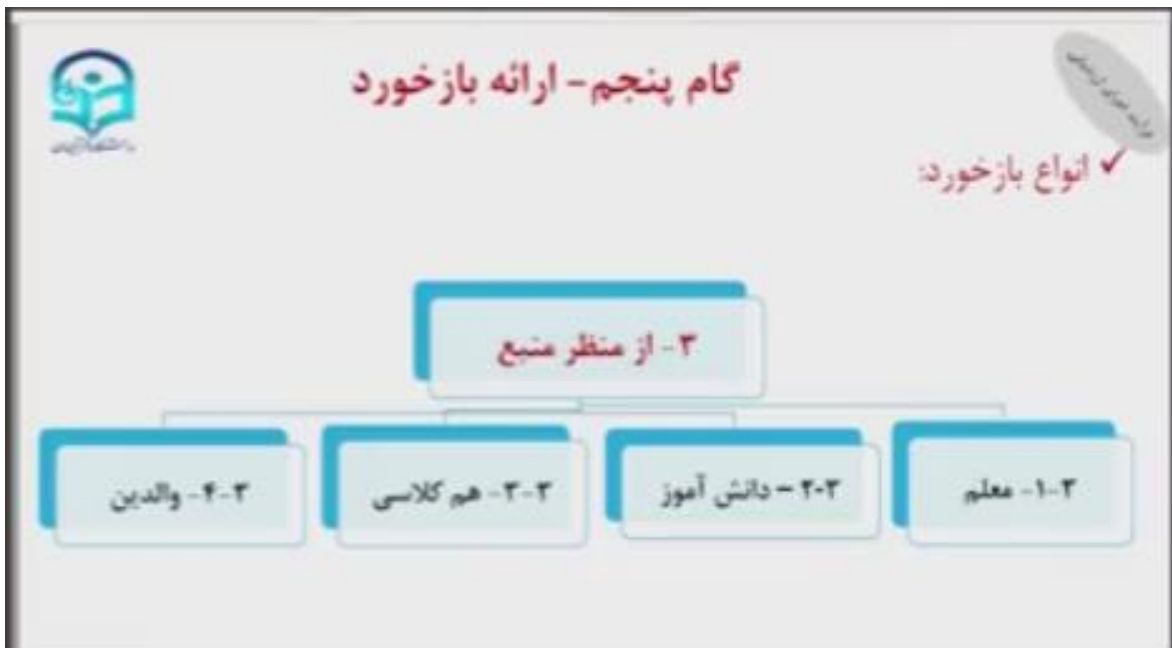 گام پنجم- ارائه بازخورد
✓ انواع بازخورد:
۳- از منظر منبع
۳-۱- معلم
۳-۲– دانش آموز
۳-۳- هم کلاسی
۳-۴- والدین